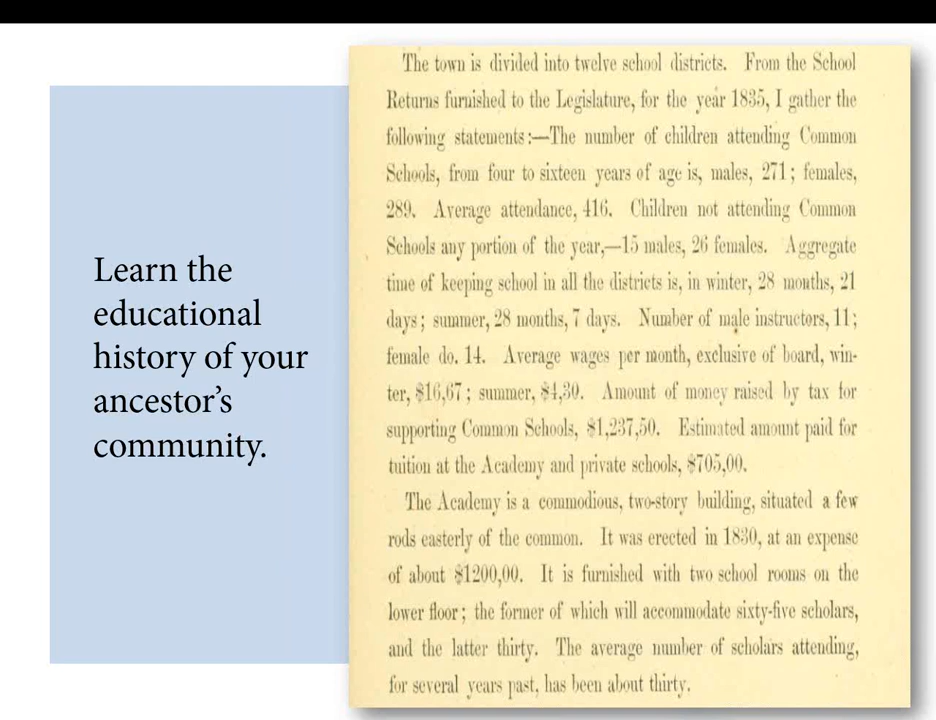 Learn the
educational
history of your
ancestor’s
community.
The town is divided into twelve school districts. From the School
Returns furnished to the Legislature, for the year 1835, I gather the
following statements:—The number of children attending Common
Schools, from four to sixteen years of age is, males, 271; females,
289. Average attendance, 416. Children not attending Common
Schools any portion of the year,—15 males, 26 females. Aggregate
time of keeping school in all the districts is, in winter, 28 months, 21
days; summer, 28 months, 7 days. Number of male instructors, 11;
female do. 14. Average wages per month, exclusive of board, win-
ter, $16,67; summer, $4,30. Amount of money raised by tax for
supporting Common Schools, $1,237,50. Estimated amount paid for
tuition at the Academy and private schools, $705,00.
The Academy is a commodious, two-story building, situated a few
rods easterly of the common. It was erected in 1830, at an expense
of about $1200,00. It is furnished with two school rooms on the
lower floor; the former of which will accommodate sixty-five scholars,
and the latter thirty. The average number of scholars attending,
for several years past, has been about thirty.